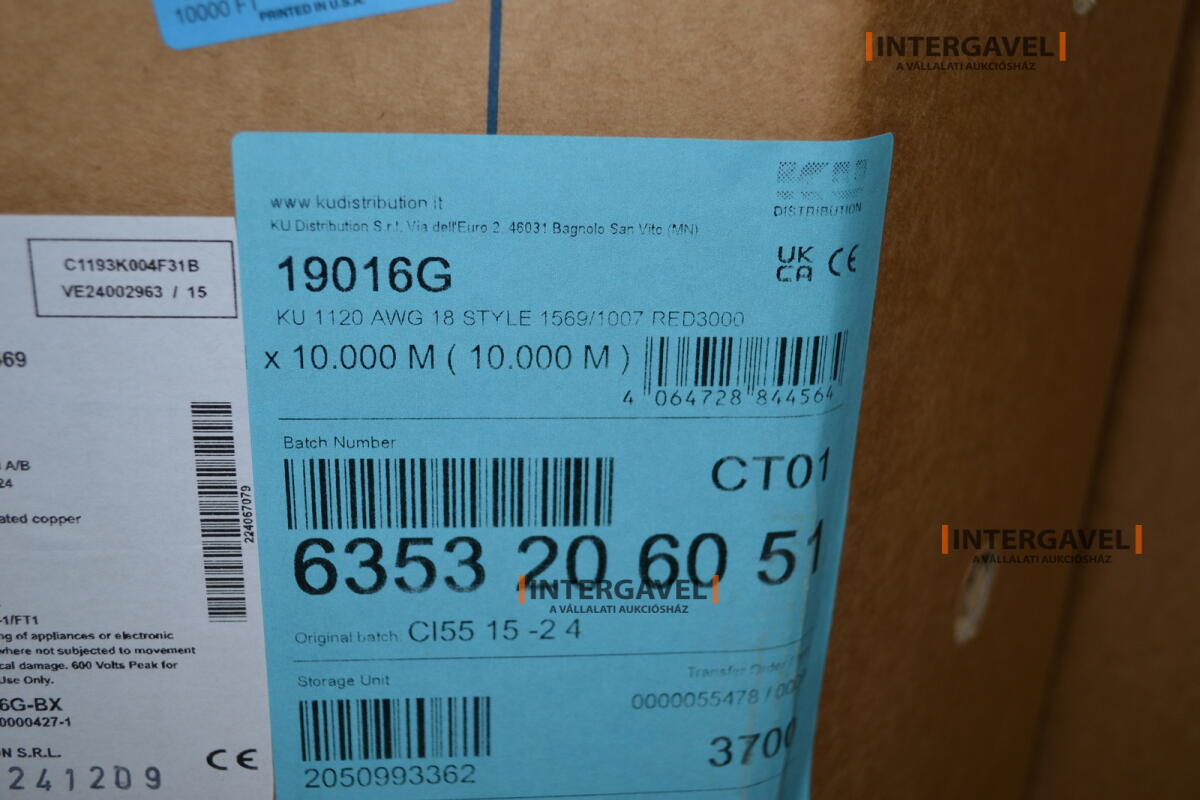 10000 FT PRINTED IN U.S.A.
INTERGAVEL
A VÁLLALATI AUKCIÓSHÁZ
www.kudistribution it
KU Distribution S.r.l. Via dell'Euro 2, 46031 Bagnolo San Vito (MN)
DISTRIBUTION
19016G
UK
CA CE
KU 1120 AWG 18 STYLE 1569/1007 RED3000
x 10.000 M ( 10.000 M )
4 064728 844564
Batch Number
CT01
6353 20 60 51
INTERGAVEL
A VÁLLALATI AUKCIÓSHÁZ
Original batch: CI55 15 -2 4
Storage Unit
Transfer Order
0000055478
2050993362
C1193K004F31B
VE24002963 / 15
69
A/B
24
ated copper
224067079
-1/FT1
ng of appliances or electronic
where not subjected to movement
cal damage. 600 Volts Peak for
Use Only.
6G-BX
0000427-1
N S.R.L.
CE
241209
INTERGAVEL
A VÁLLALATI AUKCIÓSHÁZ